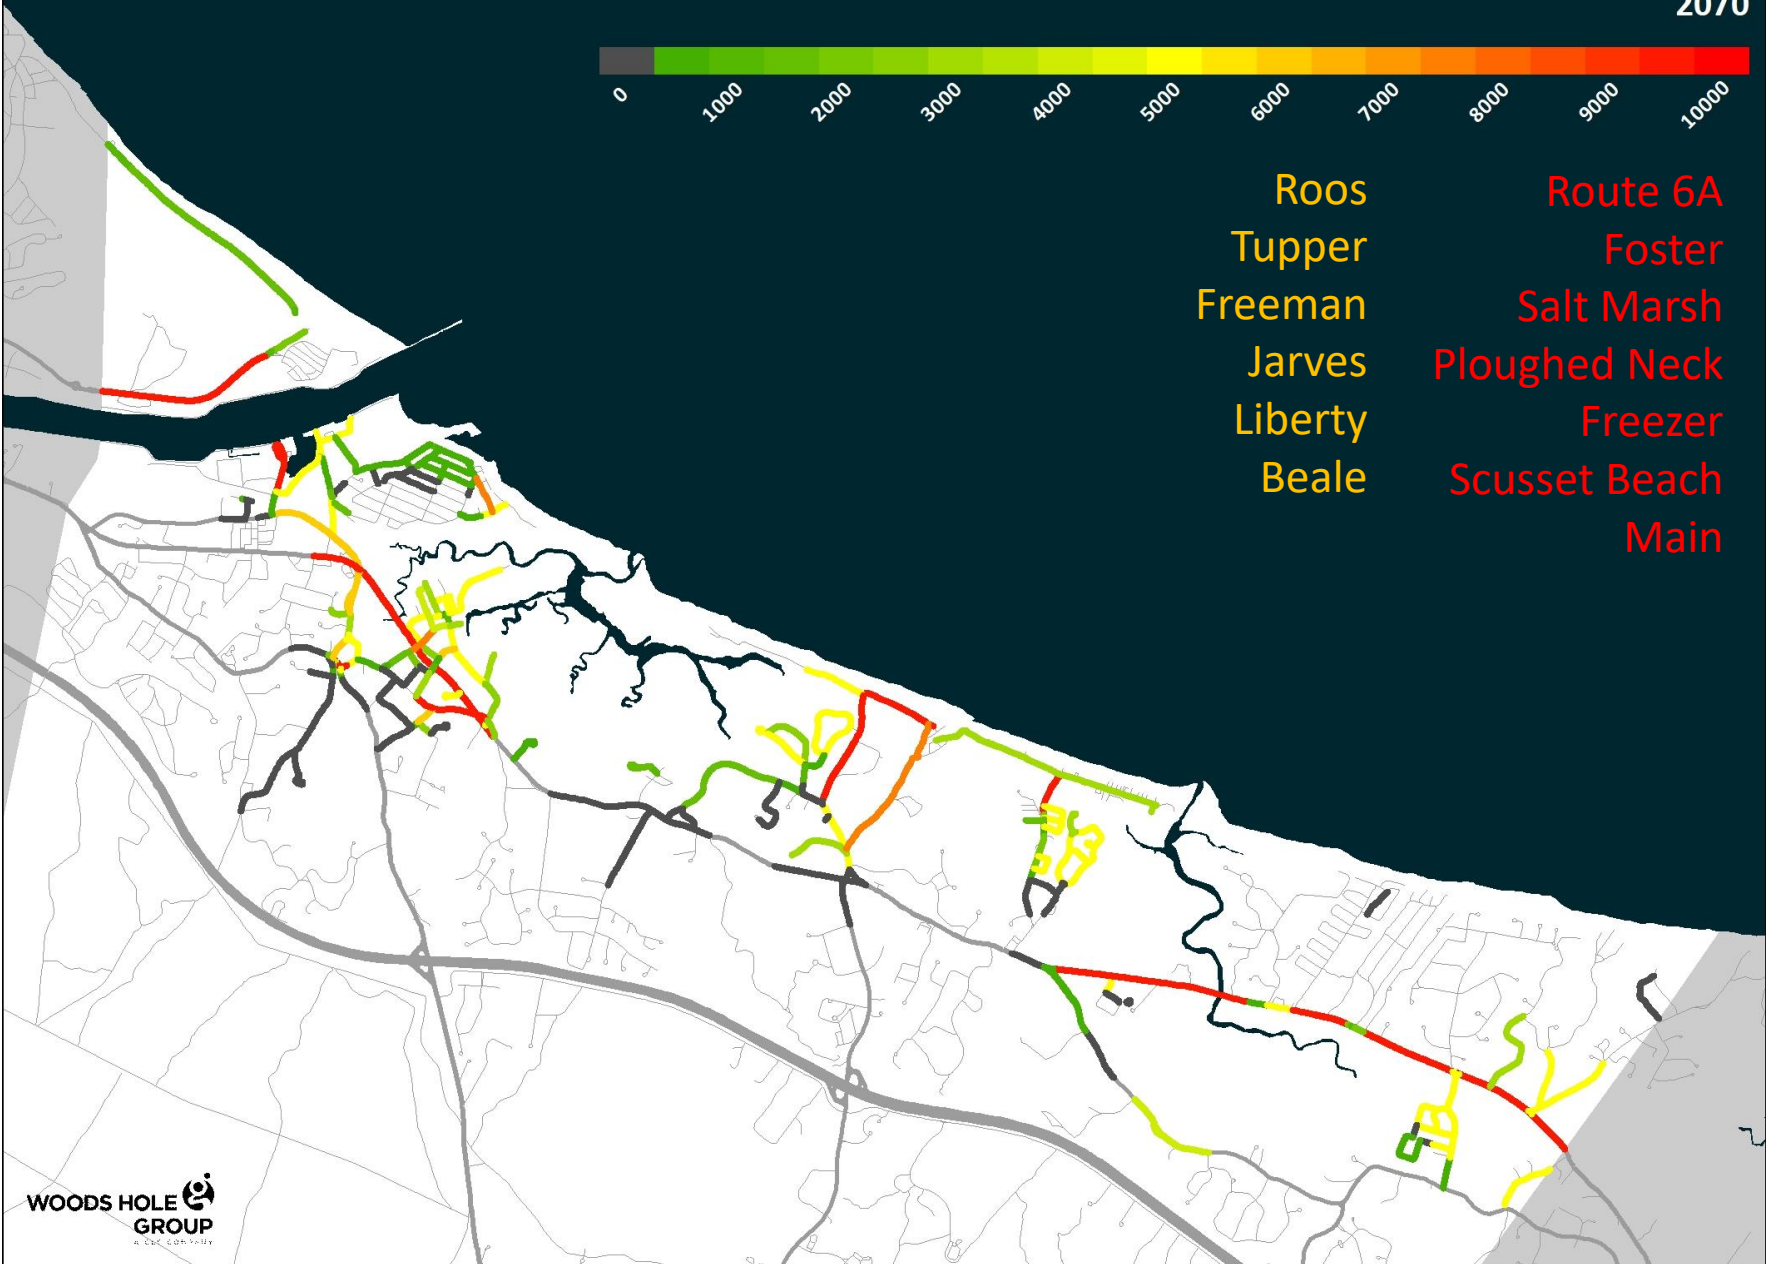 2070
0 1000 2000 3000 4000 5000 6000 7000 8000 9000 10000
Roos Route 6A
Tupper Foster
Freeman Salt Marsh
Jarves Ploughed Neck
Liberty Freezer
Beale Scusset Beach
Main
WOODS HOLE
GROUP